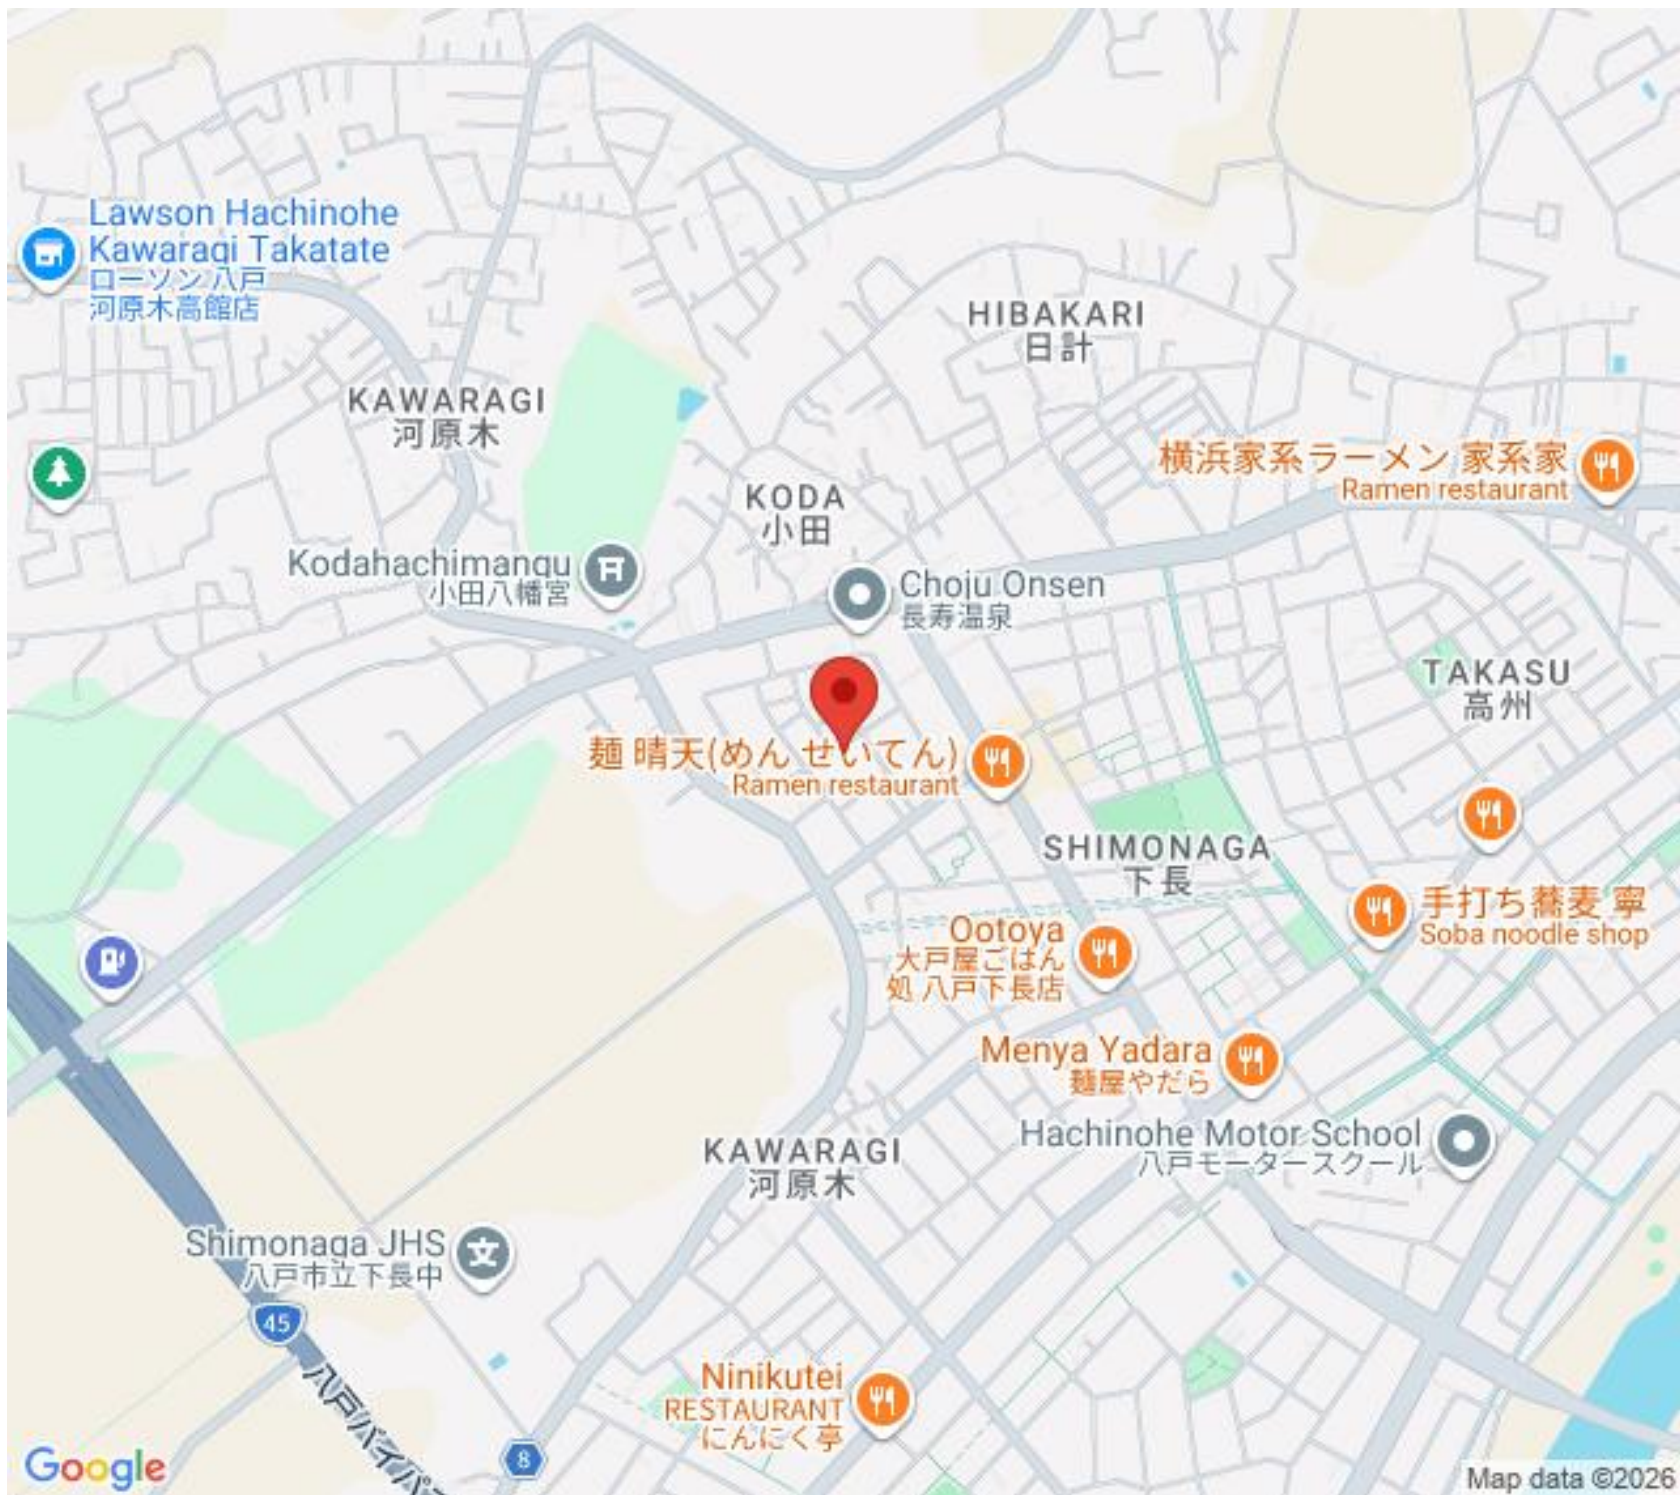 Lawson Hachinohe
Kawaragi Takatate
ローソン 八戸
河原木高館店
HIBAKARI
日計
KAWARAGI
河原木
横浜家系ラーメン 家系家
Ramen restaurant
KODA
小田
Kodahachimangu
小田八幡宮
Choju Onsen
長寿温泉
TAKASU
高州
麺 晴天(めん せいてん)
Ramen restaurant
SHIMONAGA
下長
手打ち蕎麦 寧
Soba noodle shop
Ootoya
大戸屋ごはん
処 八戸下長店
Menya Yadara
麺屋やだら
Hachinohe Motor School
八戸モータースクール
KAWARAGI
河原木
Shimonaga JHS
八戸市立下長中
45
八戸バイパス
Ninikutei
RESTAURANT
にんにく亭
8
Google
Map data ©2026